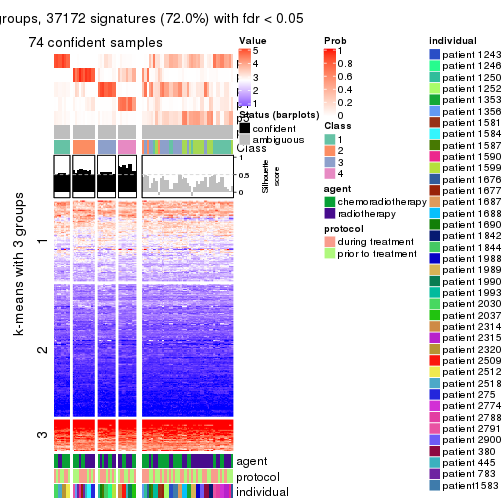 groups, 37172 signatures (72.0%) with fdr < 0.05
74 confident samples
k-means with 3 groups
1
2
3
p
p
Class
1
0.5
0
Silhouette
score
agent
protocol
individual
Value
5
4
3
2
1
Status (barplots)
confident
ambiguous
Prob
1
0.8
0.6
0.4
0.2
0
Class
1
2
3
4
agent
chemoradiotherapy
radiotherapy
protocol
during treatment
prior to treatment
individual
patient 1243
patient 1246
patient 1250
patient 1252
patient 1353
patient 1356
patient 1581
patient 1584
patient 1587
patient 1590
patient 1599
patient 1676
patient 1677
patient 1687
patient 1688
patient 1690
patient 1842
patient 1844
patient 1988
patient 1989
patient 1990
patient 1993
patient 2030
patient 2037
patient 2314
patient 2315
patient 2320
patient 2509
patient 2512
patient 2518
patient 275
patient 2774
patient 2788
patient 2791
patient 2900
patient 380
patient 445
patient 783
patient1583